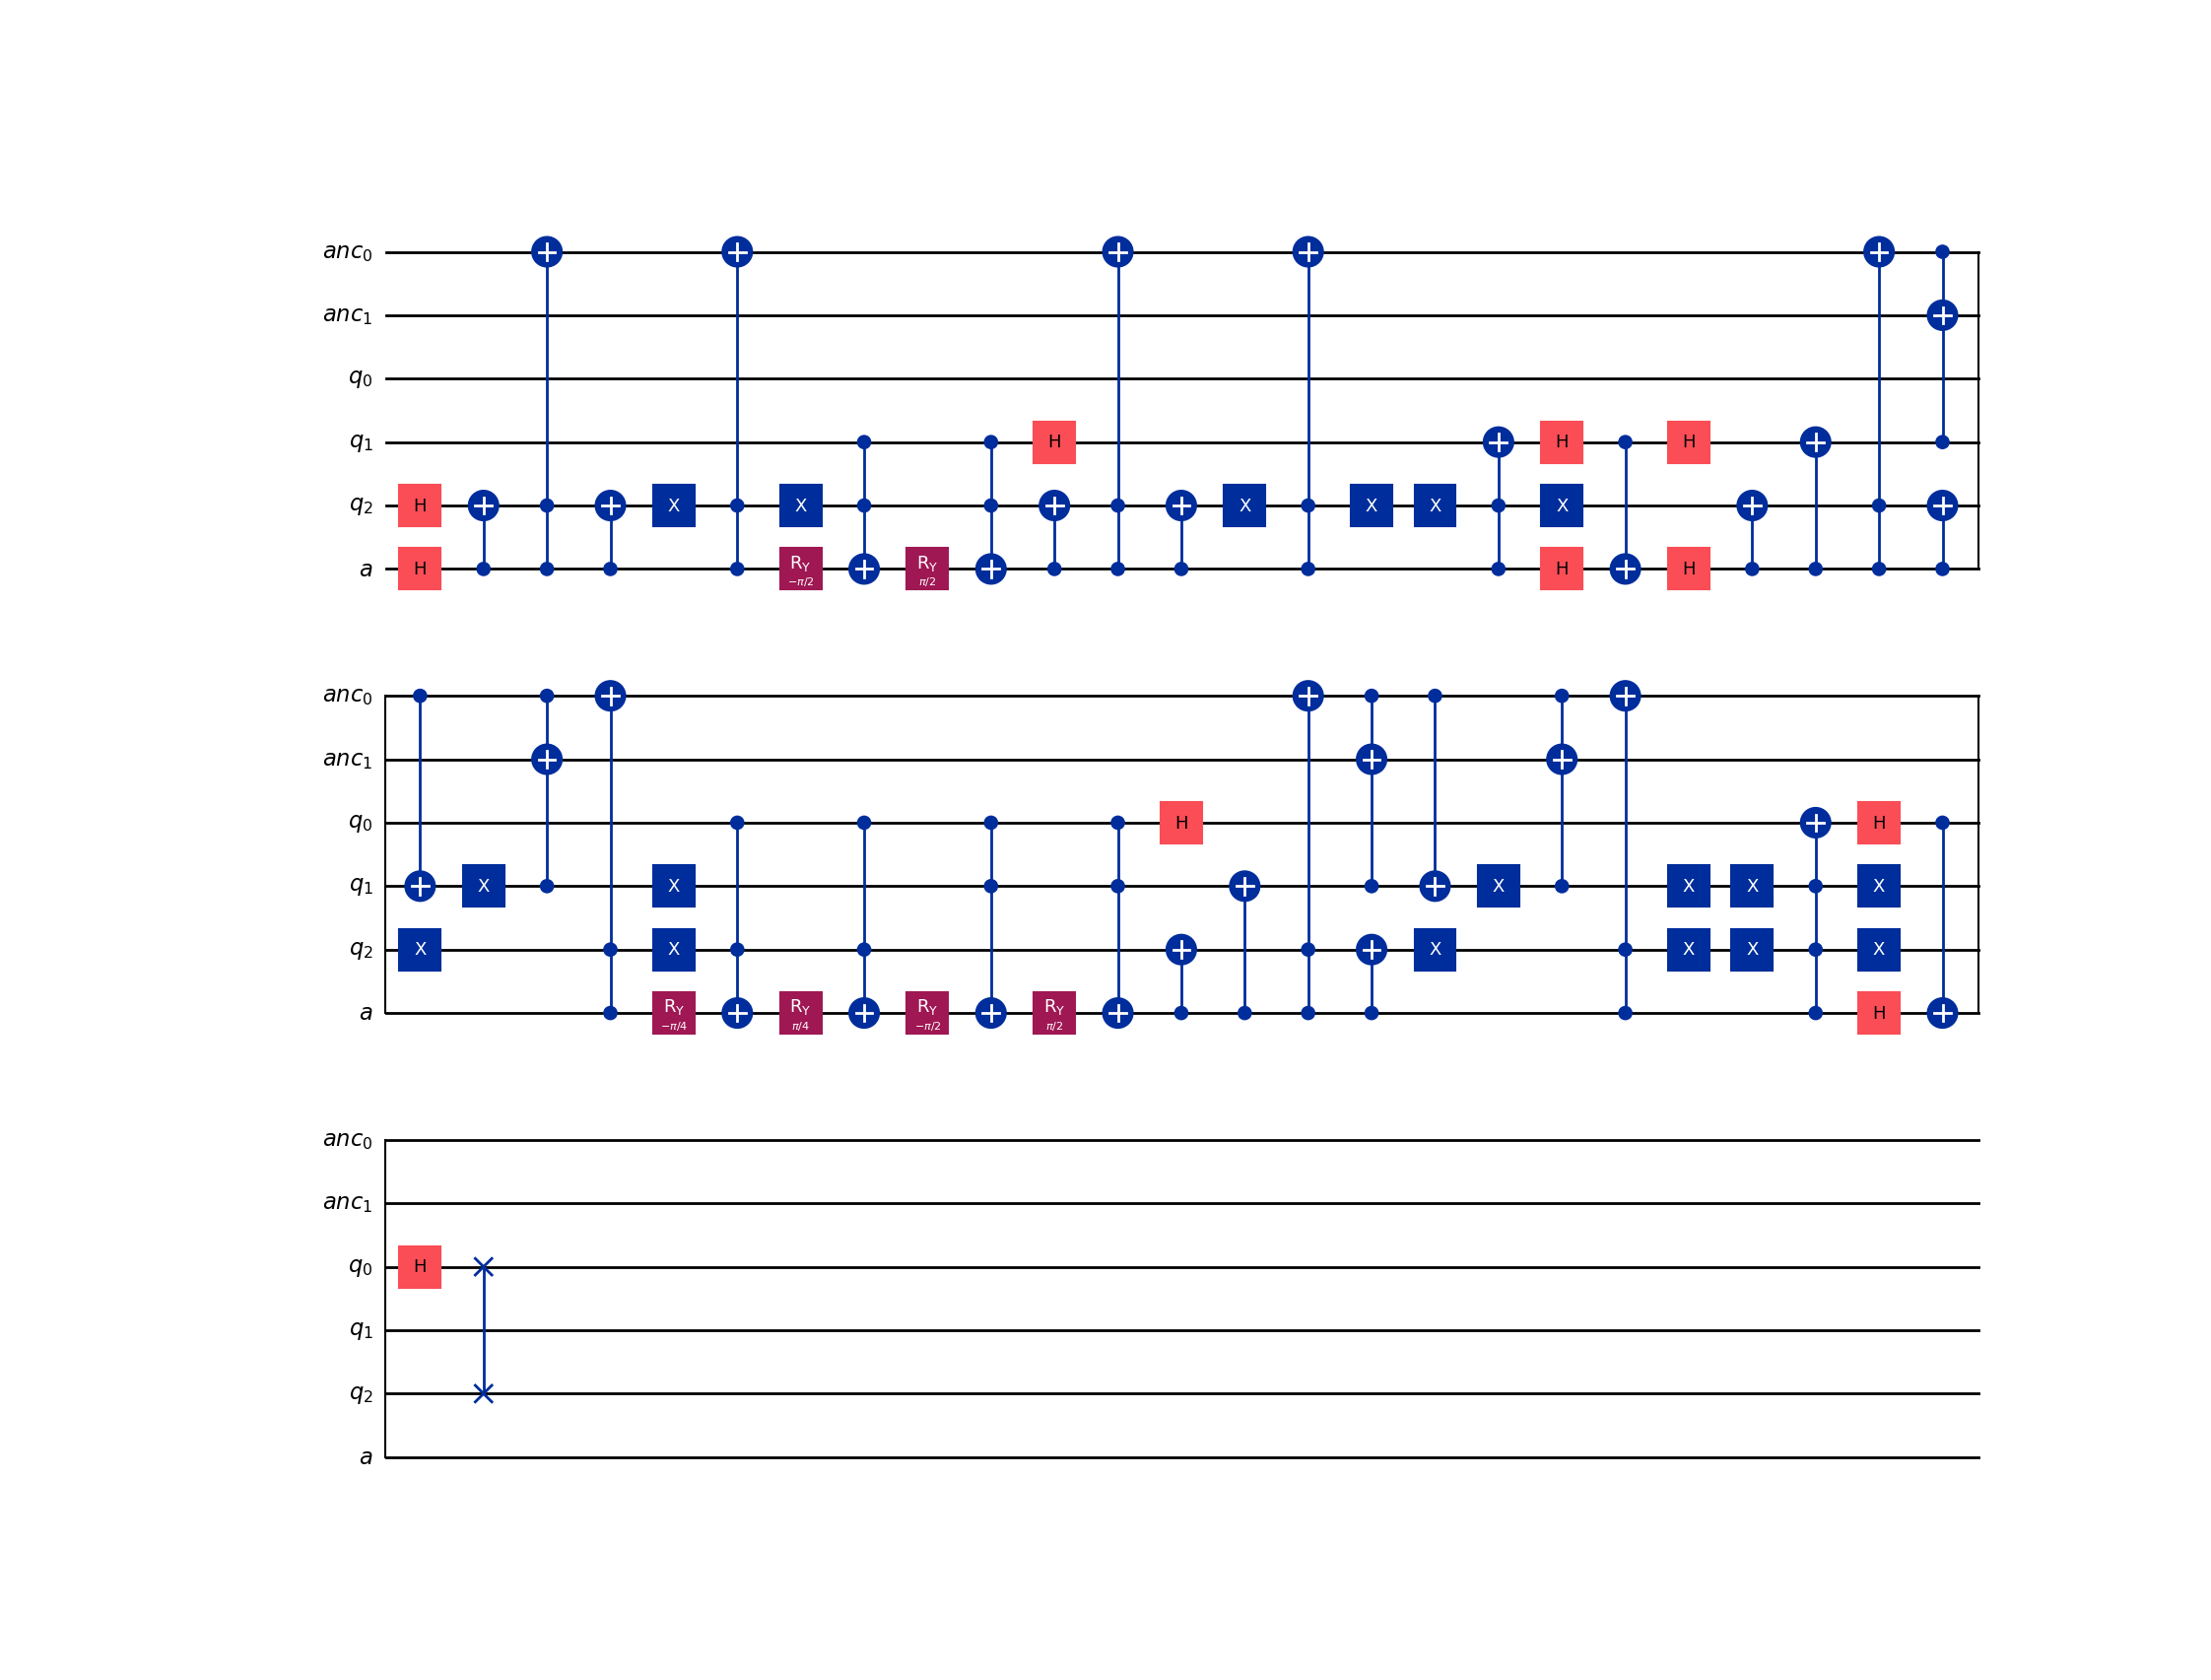 anc0
anc1
q0
q1 H H H
q2 H X X X X X X
a H RY −π/2 RY π/2 H H
anc0
anc1
q0 H H
q1 X X X X X X
q2 X X X X X X
a RY −π/4 RY π/4 RY −π/2 RY π/2 H
anc0
anc1
q0 H
q1
q2
a